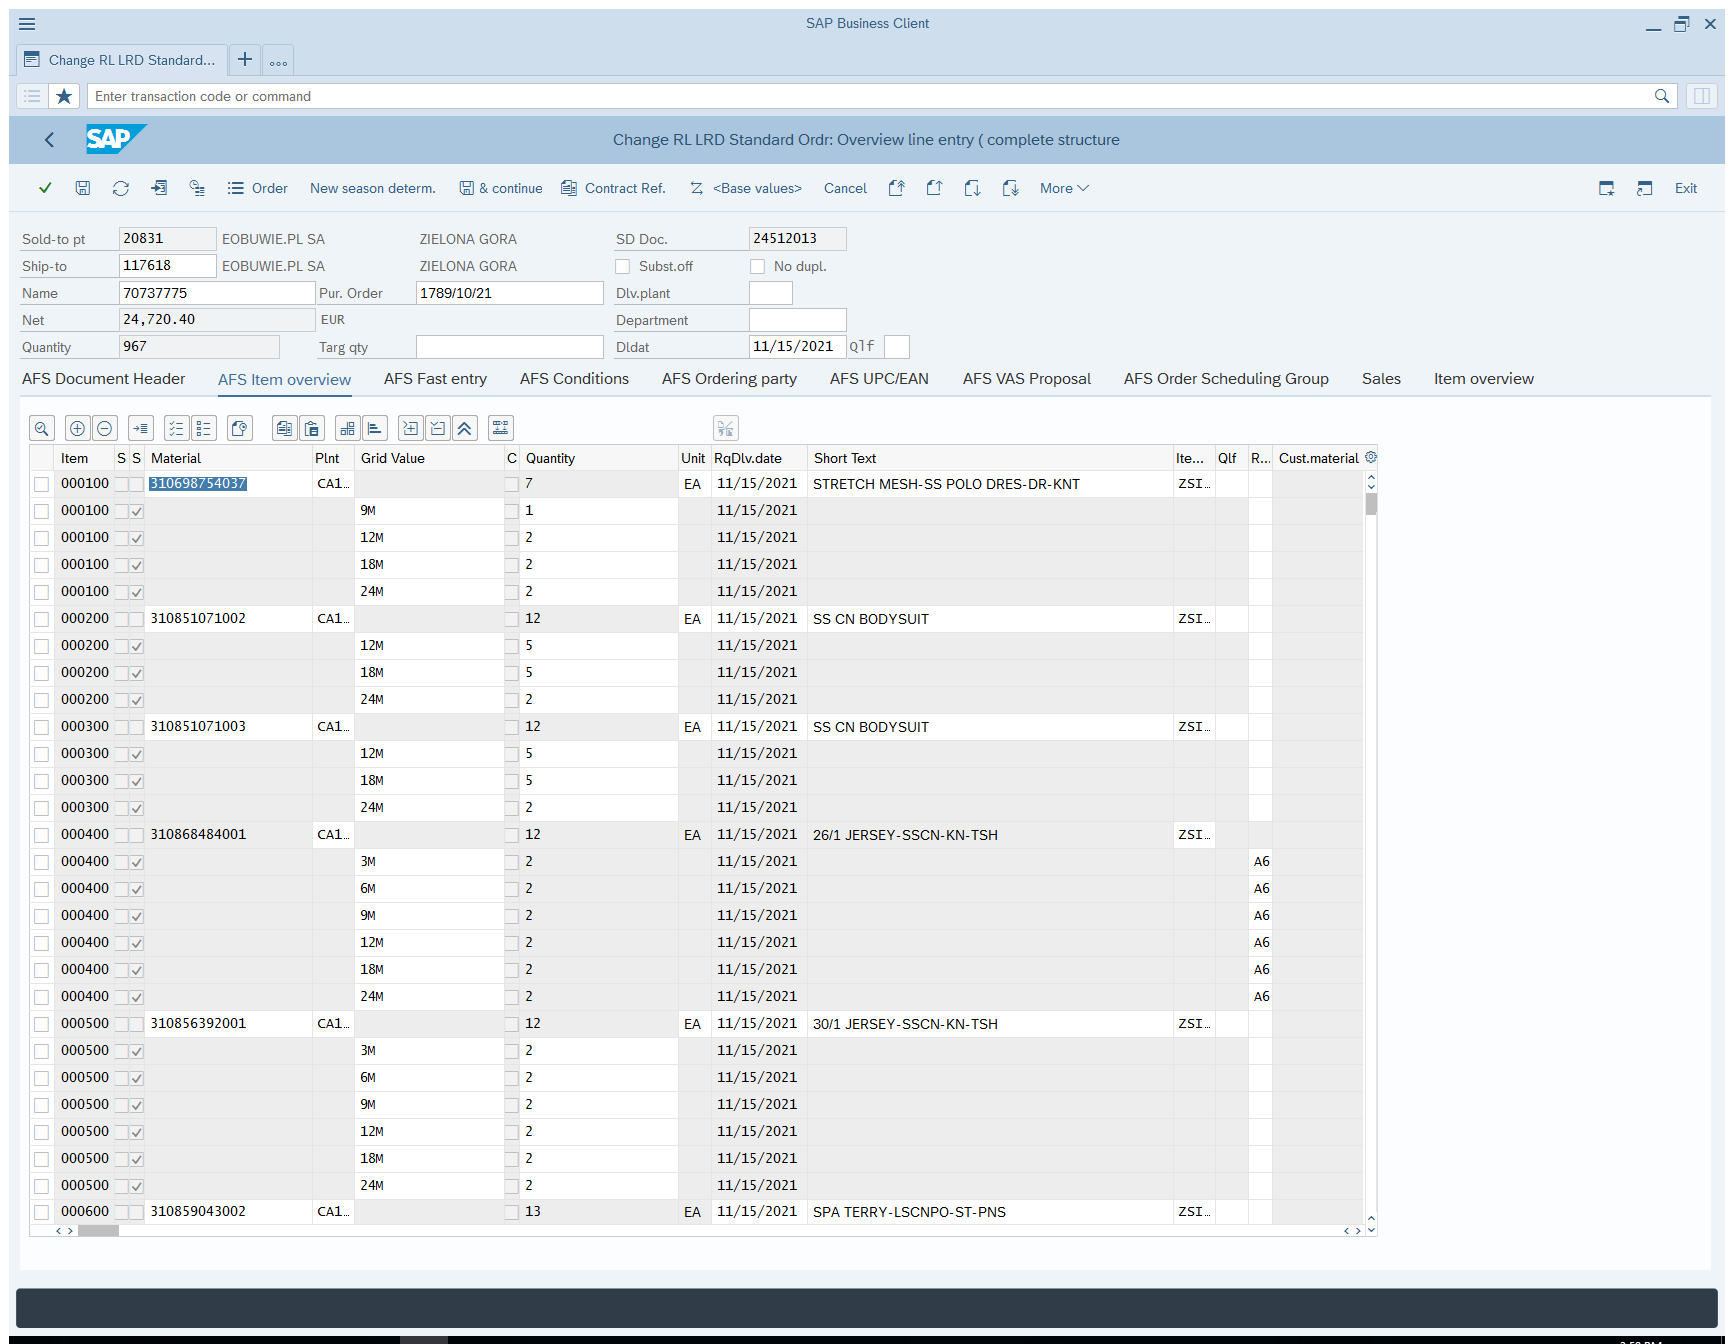 SAP Business Client
Change RL LRD Standard...
Enter transaction code or command
SAP
Change RL LRD Standard Ordr: Overview line entry ( complete structure
Order New season determ. & continue Contract Ref. <Base values> Cancel More Exit
Sold-to pt 20831 EOBUWIE.PL SA ZIELONA GORA SD Doc. 24512013
Ship-to 117618 EOBUWIE.PL SA ZIELONA GORA Subst.off No dupl.
Name 70737775 Pur. Order 1789/10/21 Dlv.plant
Net 24,720.40 EUR Department
Quantity 967 Targ qty Dldat 11/15/2021 Qlf
AFS Document Header AFS Item overview AFS Fast entry AFS Conditions AFS Ordering party AFS UPC/EAN AFS VAS Proposal AFS Order Scheduling Group Sales Item overview
Item S S Material Plnt Grid Value C Quantity Unit RqDlv.date Short Text Ite... Qlf R... Cust.material
000100 310698754037 CA1… 7 EA 11/15/2021 STRETCH MESH-SS POLO DRES-DR-KNT ZSI…
000100 9M 1 11/15/2021
000100 12M 2 11/15/2021
000100 18M 2 11/15/2021
000100 24M 2 11/15/2021
000200 310851071002 CA1… 12 EA 11/15/2021 SS CN BODYSUIT ZSI…
000200 12M 5 11/15/2021
000200 18M 5 11/15/2021
000200 24M 2 11/15/2021
000300 310851071003 CA1… 12 EA 11/15/2021 SS CN BODYSUIT ZSI…
000300 12M 5 11/15/2021
000300 18M 5 11/15/2021
000300 24M 2 11/15/2021
000400 310868484001 CA1… 12 EA 11/15/2021 26/1 JERSEY-SSCN-KN-TSH ZSI…
000400 3M 2 11/15/2021 A6
000400 6M 2 11/15/2021 A6
000400 9M 2 11/15/2021 A6
000400 12M 2 11/15/2021 A6
000400 18M 2 11/15/2021 A6
000400 24M 2 11/15/2021 A6
000500 310856392001 CA1… 12 EA 11/15/2021 30/1 JERSEY-SSCN-KN-TSH ZSI…
000500 3M 2 11/15/2021
000500 6M 2 11/15/2021
000500 9M 2 11/15/2021
000500 12M 2 11/15/2021
000500 18M 2 11/15/2021
000500 24M 2 11/15/2021
000600 310859043002 CA1… 13 EA 11/15/2021 SPA TERRY-LSCNPO-ST-PNS ZSI…